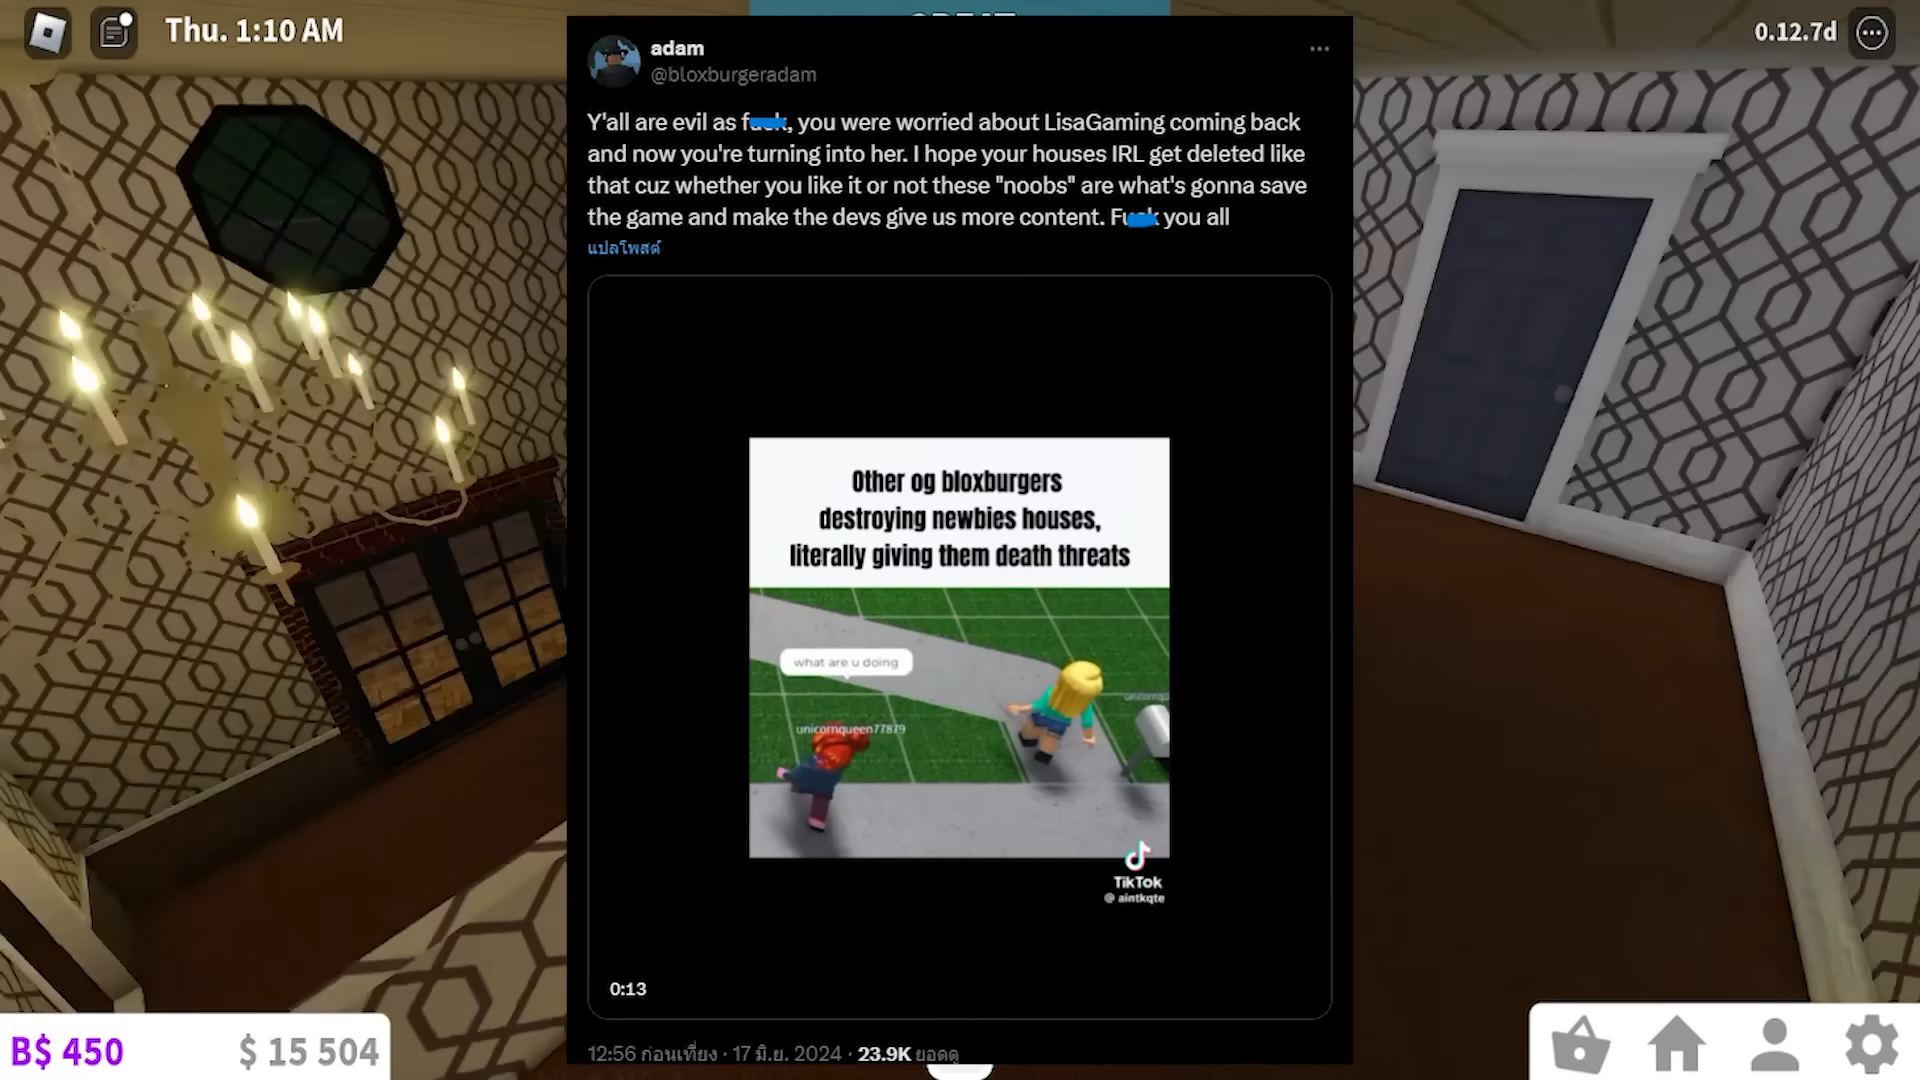 Thu. 1:10 AM
0.12.7d
adam
@bloxburgeradam
Y'all are evil as f, you were worried about LisaGaming coming back
and now you're turning into her. I hope your houses IRL get deleted like
that cuz whether you like it or not these "noobs" are what's gonna save
the game and make the devs give us more content. you all
แปลโพสต์
Other og bloxburgers
destroying newbies houses,
literally giving them death threats
what are u doing
unicornqueen77879
TikTok
@ aintkqte
0:13
12:56 ก่อนเที่ยง · 17 มิ.ย. 2024 · 23.9K ยอดดู
B$ 450
$ 15 504